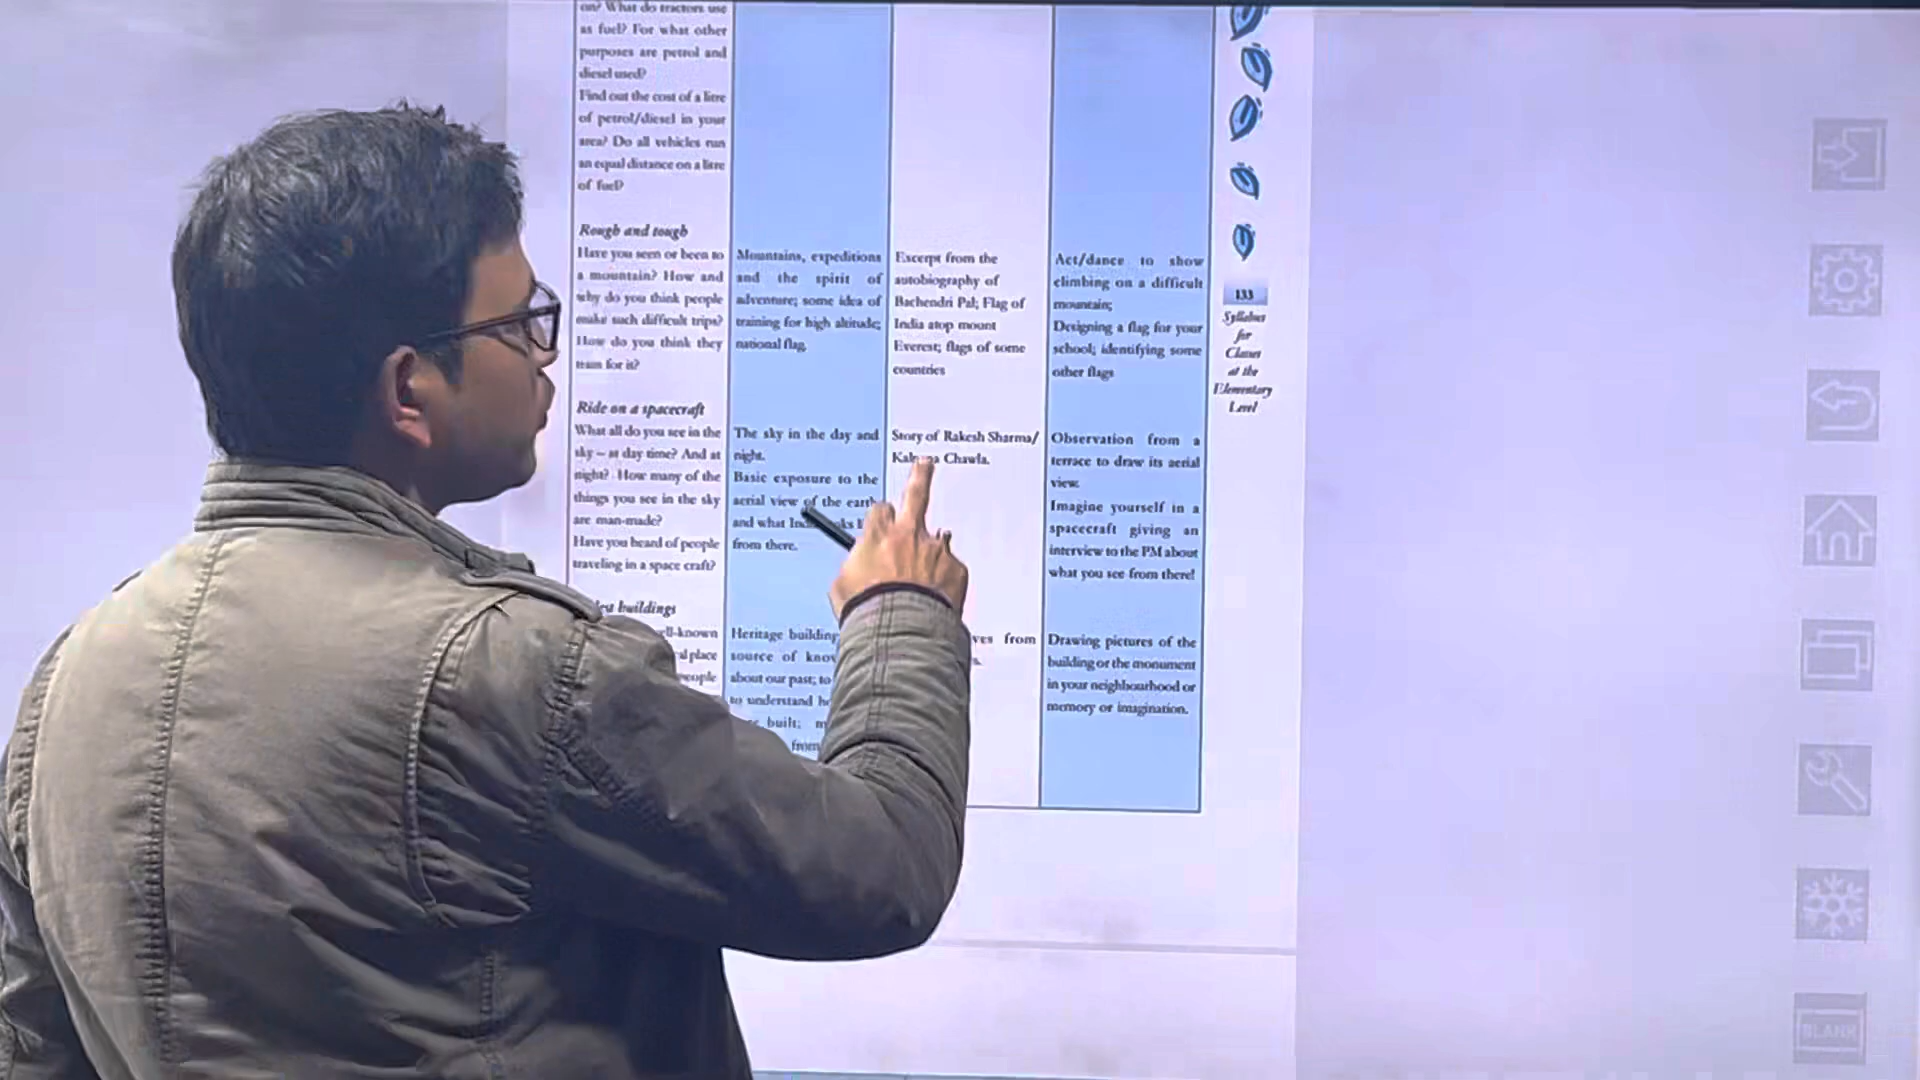 on? What do tractors use
as fuel? For what other
purposes are petrol and
diesel used?
Find out the cost of a litre
of petrol/diesel in your
area? Do all vehicles run
an equal distance on a litre
of fuel?
Rough and tough
Have you seen or been to
a mountain? How and
why do you think people
make such difficult trips?
How do you think they
train for it?
Mountains, expeditions
and the spirit of
adventure; some idea of
training for high altitude;
national flag.
Excerpt from the
autobiography of
Bachendri Pal; Flag of
India atop mount
Everest; flags of some
countries
Act/dance to show
climbing on a difficult
mountain;
Designing a flag for your
school; identifying some
other flags
Ride on a spacecraft
What all do you see in the
sky – at day time? And at
night? How many of the
things you see in the sky
are man-made?
Have you heard of people
traveling in a space craft?
The sky in the day and
night.
Basic exposure to the
aerial view of the earth
and what
from there.
Story of Rakesh Sharma/
Chawla.
Observation from a
terrace to draw its aerial
view.
Imagine yourself in a
spacecraft giving an
interview to the PM about
what you see from there!
buildings
place
Heritage
source of
about our past; to
to understand
built;
from
from
Drawing pictures of the
building or the monument
in your neighbourhood or
memory or imagination.
133
Syllabus
for
Classes
at the
Elementary
Level
BLANK